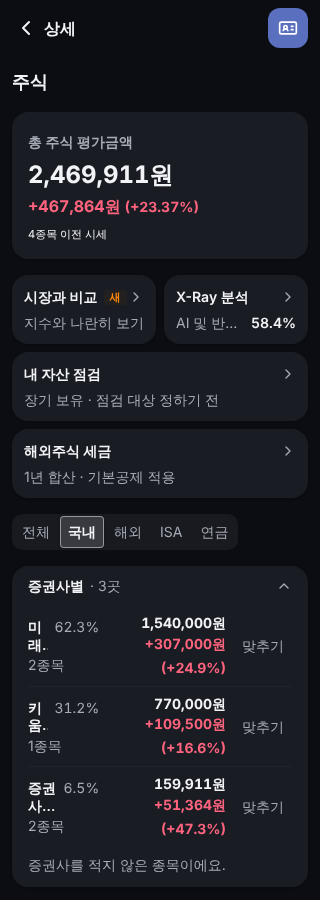 상세
주식
총 주식 평가금액
2,469,911원
+467,864원 (+23.37%)
4종목 이전 시세
시장과 비교 새
지수와 나란히 보기
X-Ray 분석
AI 및 반... 58.4%
내 자산 점검
장기 보유 · 점검 대상 정하기 전
해외주식 세금
1년 합산 · 기본공제 적용
전체 국내 해외 ISA 연금
증권사별 · 3곳
미래.. 62.3%
2종목
1,540,000원
+307,000원
(+24.9%)
맞추기
키움.. 31.2%
1종목
770,000원
+109,500원
(+16.6%)
맞추기
증권사... 6.5%
2종목
159,911원
+51,364원
(+47.3%)
맞추기
증권사를 적지 않은 종목이에요.